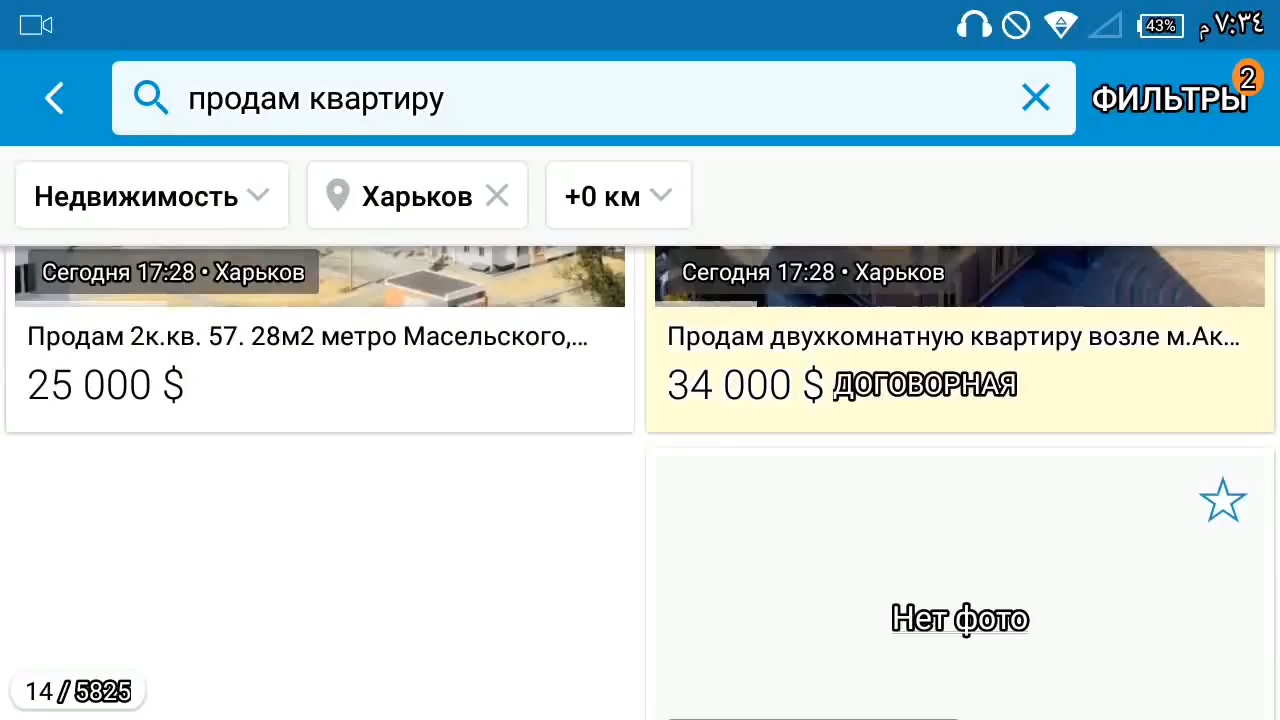 43% ٧:٣٤ م
продам квартиру
ФИЛЬТРЫ 2
Недвижимость Харьков +0 км
Сегодня 17:28 • Харьков
Продам 2к.кв. 57. 28м2 метро Масельского,...
25 000 $
Сегодня 17:28 • Харьков
Продам двухкомнатную квартиру возле м.Ак...
34 000 $ ДОГОВОРНАЯ
Нет фото
14 / 5825